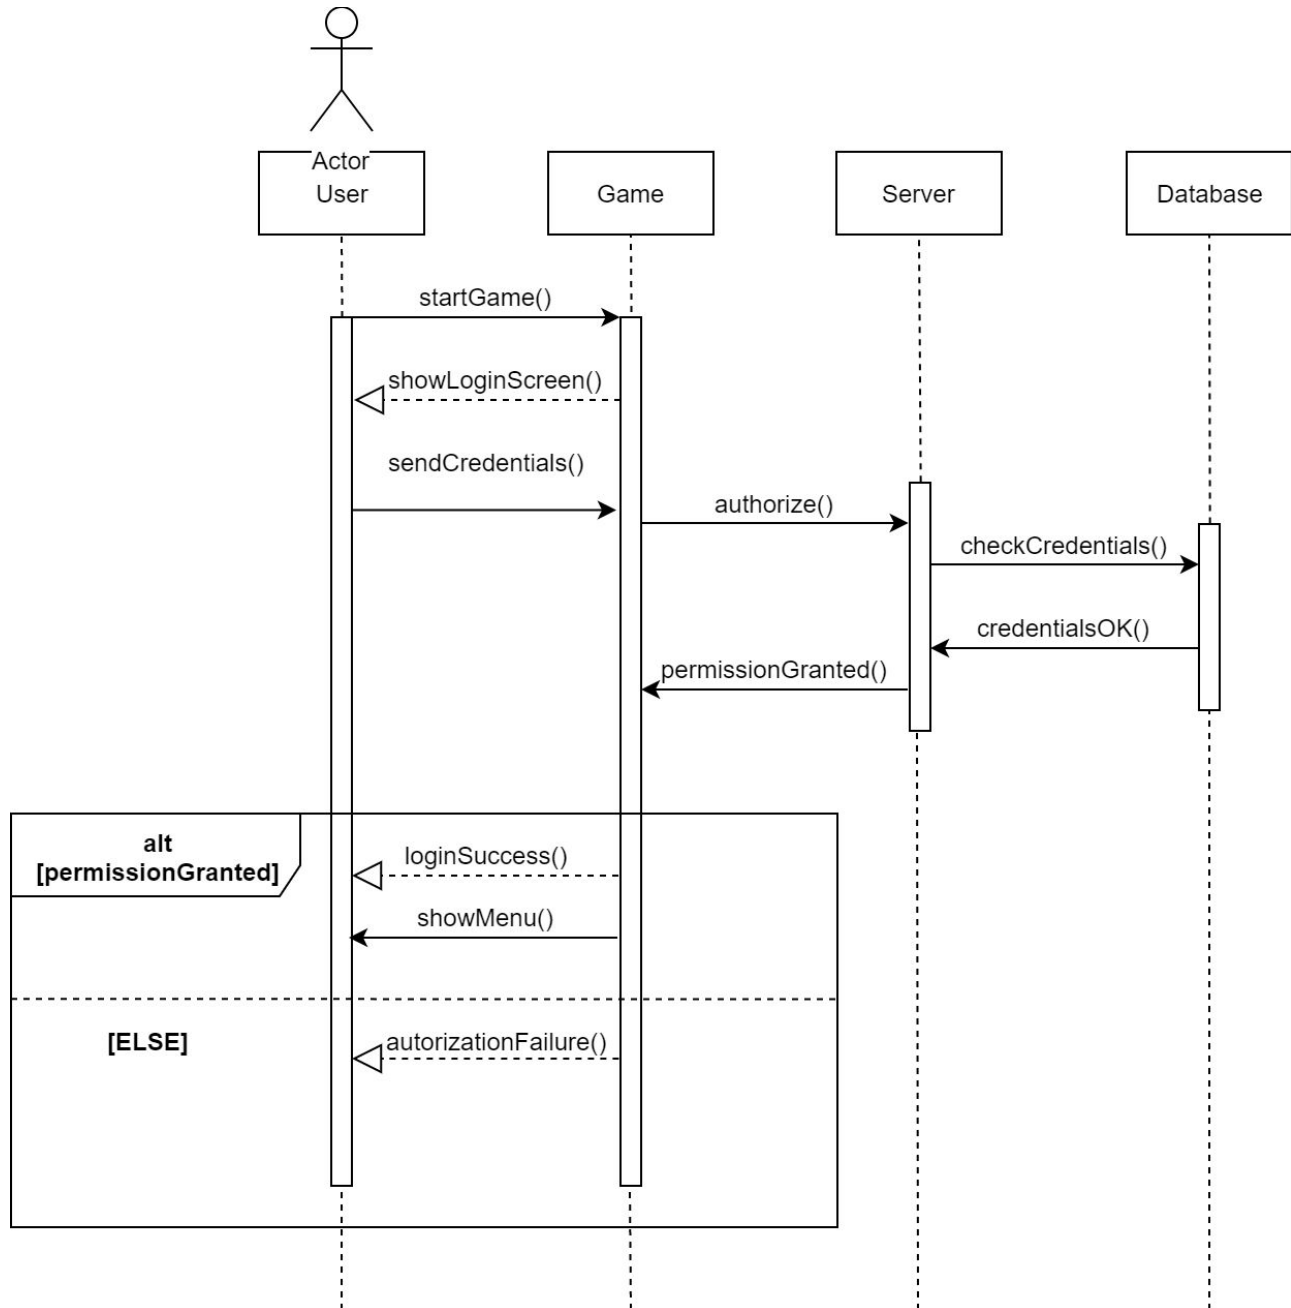 Actor
User
Game
Server
Database
startGame()
showLoginScreen()
sendCredentials()
authorize()
checkCredentials()
credentialsOK()
permissionGranted()
alt
[permissionGranted]
loginSuccess()
showMenu()
[ELSE]
autorizationFailure()